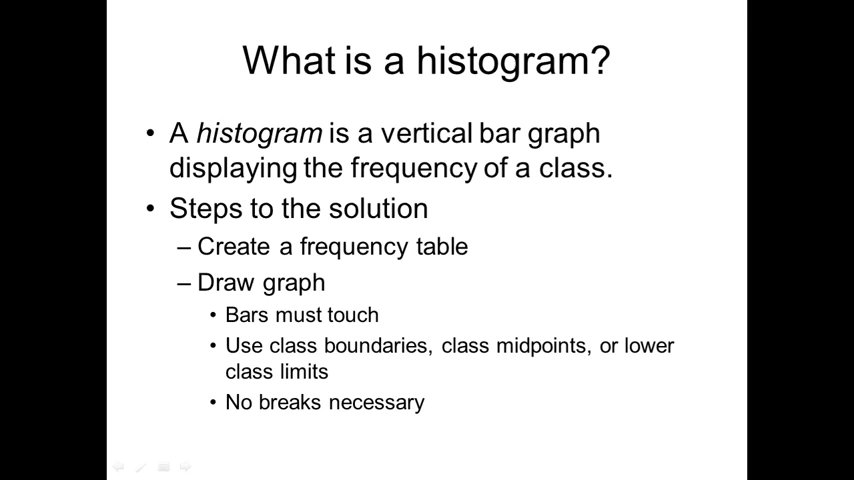 What is a histogram?
• A histogram is a vertical bar graph
displaying the frequency of a class.
• Steps to the solution
– Create a frequency table
– Draw graph
• Bars must touch
• Use class boundaries, class midpoints, or lower
class limits
• No breaks necessary